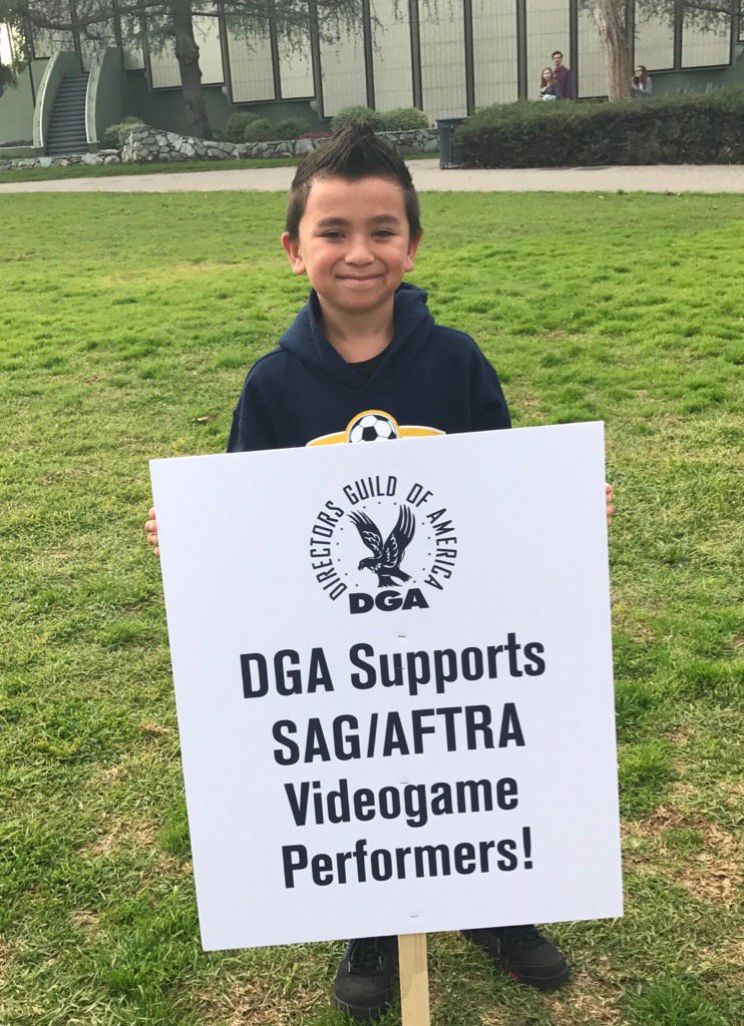 DIRECTORS GUILD OF AMERICA
DGA
DGA Supports
SAG/AFTRA
Videogame
Performers!